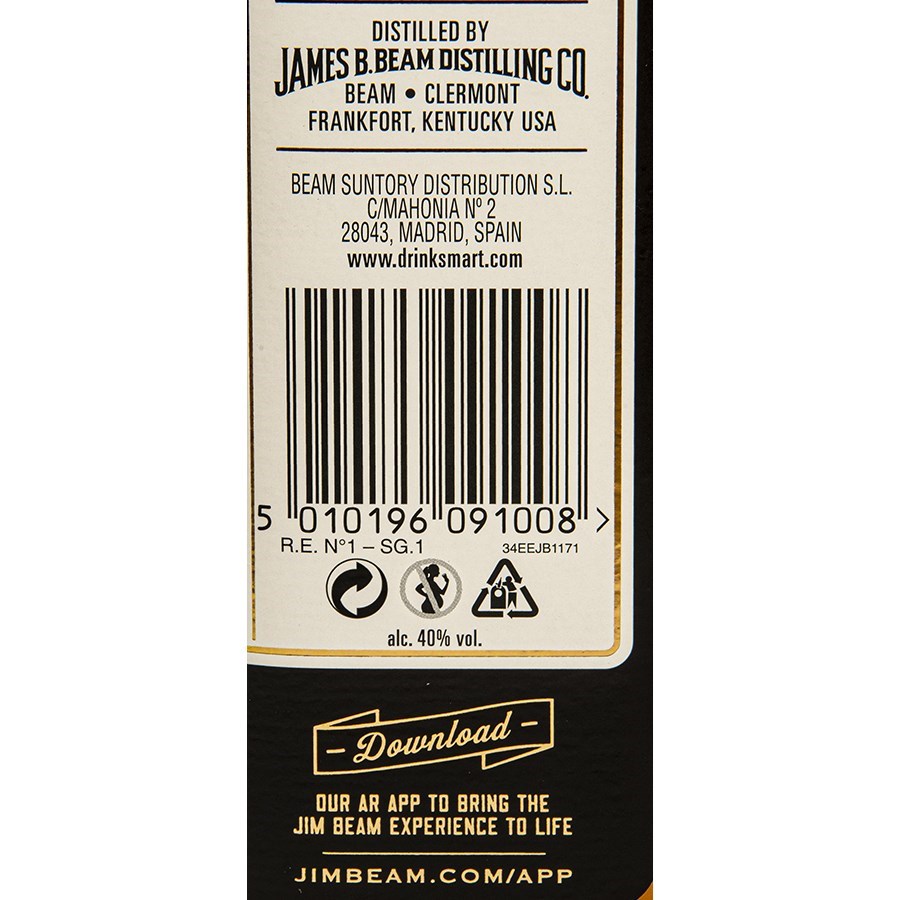 DISTILLED BY
JAMES B. BEAM DISTILLING CO.
BEAM • CLERMONT
FRANKFORT, KENTUCKY USA
BEAM SUNTORY DISTRIBUTION S.L.
C/MAHONIA Nº 2
28043, MADRID, SPAIN
www.drinksmart.com
5 010196 091008 >
R.E. N°1 – SG.1 34EEJB1171
alc. 40% vol.
– Download –
OUR AR APP TO BRING THE
JIM BEAM EXPERIENCE TO LIFE
JIMBEAM.COM/APP